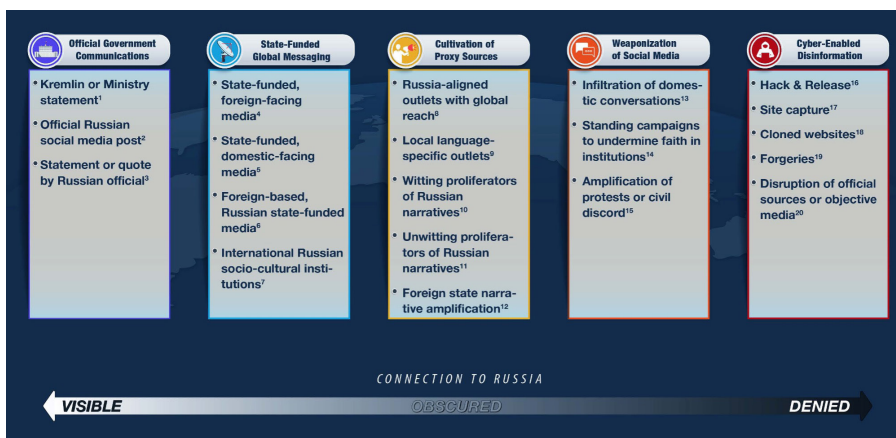 Official Government
Communications
• Kremlin or Ministry
statement¹
• Official Russian
social media post²
• Statement or quote
by Russian official³
State-Funded
Global Messaging
• State-funded,
foreign-facing
media⁴
• State-funded,
domestic-facing
media⁵
• Foreign-based,
Russian state-funded
media⁶
• International Russian
socio-cultural insti-
tutions⁷
Cultivation of
Proxy Sources
• Russia-aligned
outlets with global
reach⁸
• Local language-
specific outlets⁹
• Witting proliferators
of Russian
narratives¹⁰
• Unwitting prolifera-
tors of Russian
narratives¹¹
• Foreign state narra-
tive amplification¹²
Weaponization
of Social Media
• Infiltration of domes-
tic conversations¹³
• Standing campaigns
to undermine faith in
institutions¹⁴
• Amplification of
protests or civil
discord¹⁵
Cyber-Enabled
Disinformation
• Hack & Release¹⁶
• Site capture¹⁷
• Cloned websites¹⁸
• Forgeries¹⁹
• Disruption of official
sources or objective
media²⁰
CONNECTION TO RUSSIA
VISIBLE
OBSCURED
DENIED